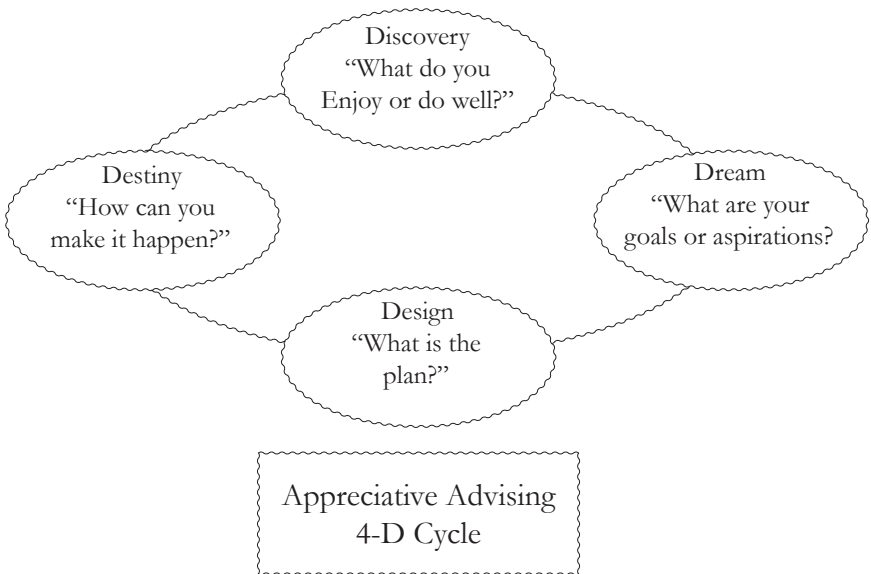 Discovery
“What do you
Enjoy or do well?”
Destiny
“How can you
make it happen?”
Dream
“What are your
goals or aspirations?
Design
“What is the
plan?”
Appreciative Advising
4-D Cycle